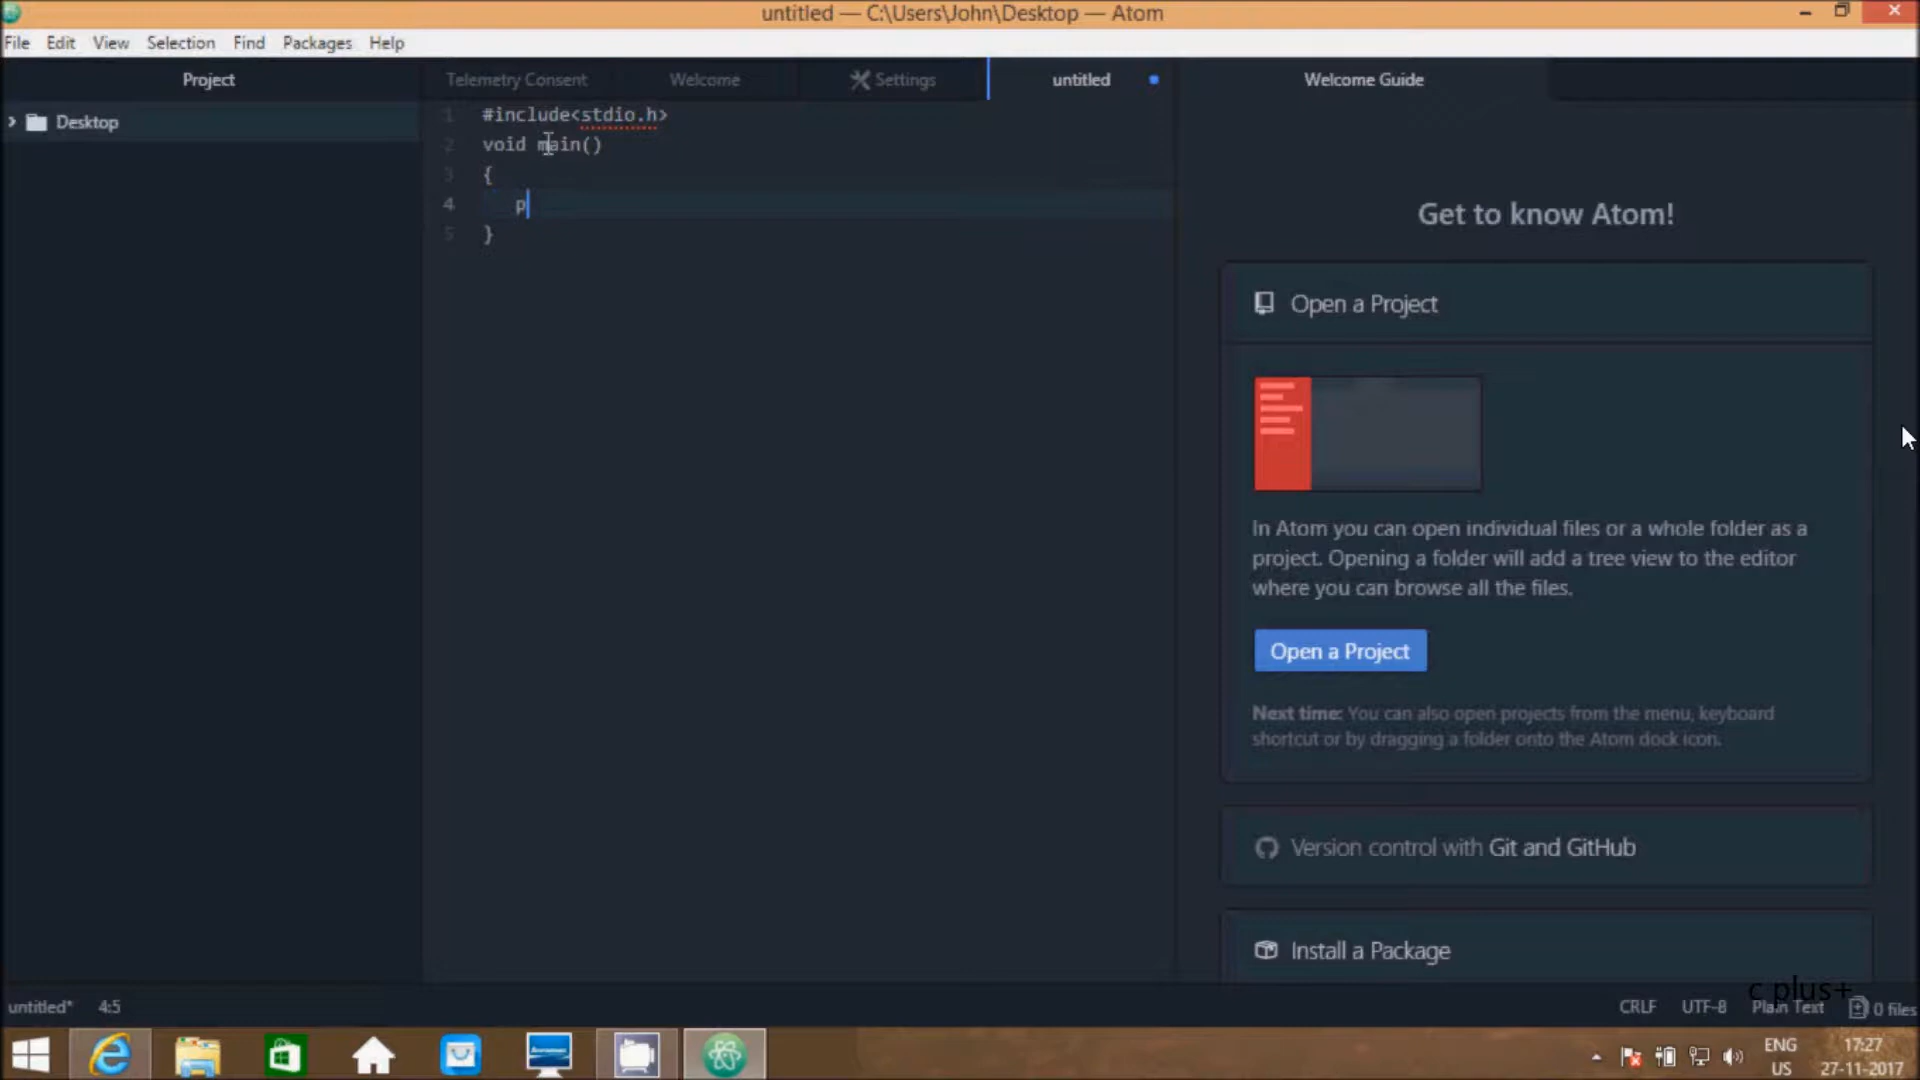 untitled — C:\Users\John\Desktop — Atom
File Edit View Selection Find Packages Help
Project
Telemetry Consent Welcome Settings untitled Welcome Guide
Desktop
1 #include<stdio.h>
2 void main()
3 {
4 p
5 }
Get to know Atom!
Open a Project
In Atom you can open individual files or a whole folder as a
project. Opening a folder will add a tree view to the editor
where you can browse all the files.
Open a Project
Next time: You can also open projects from the menu, keyboard
shortcut or by dragging a folder onto the Atom dock icon.
Version control with Git and GitHub
Install a Package
c plus+
untitled* 4:5 CRLF UTF-8 Plain Text 0 files
ENG 17:27
US 27-11-2017